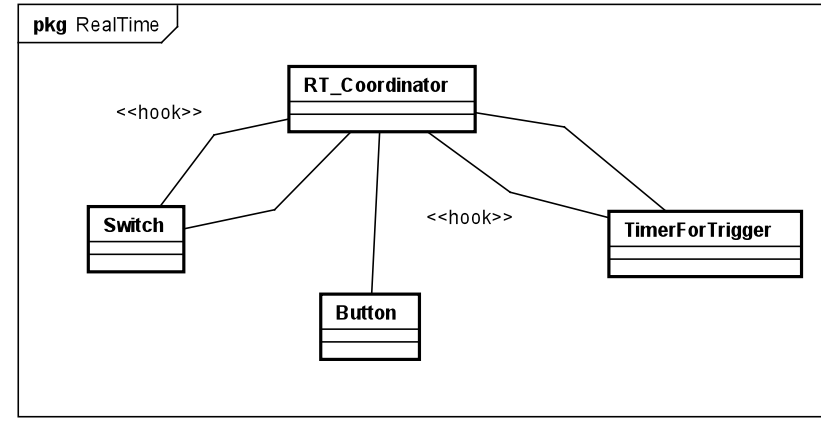 pkg RealTime
RT_Coordinator
<<hook>>
Switch
<<hook>>
TimerForTrigger
Button